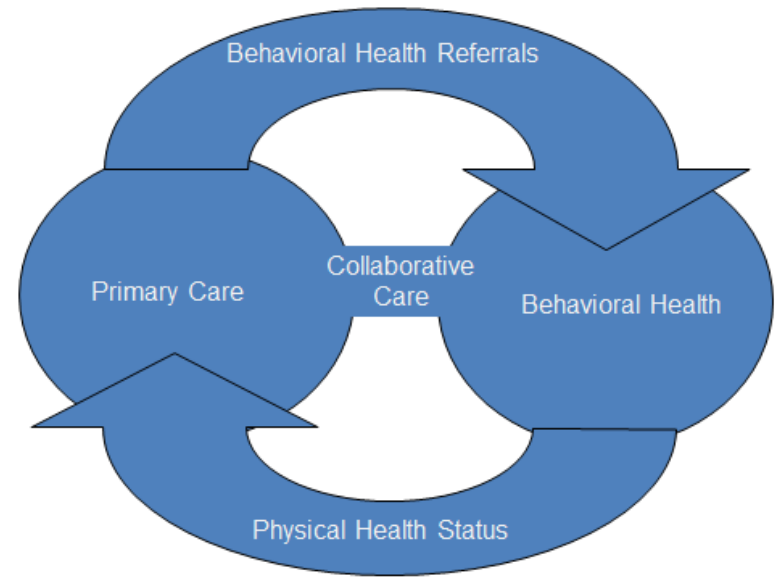 Behavioral Health Referrals
Collaborative
Care
Primary Care
Behavioral Health
Physical Health Status